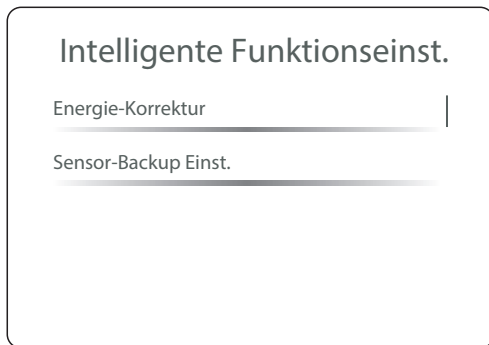 Intelligente Funktionseinst.
Energie-Korrektur
Sensor-Backup Einst.